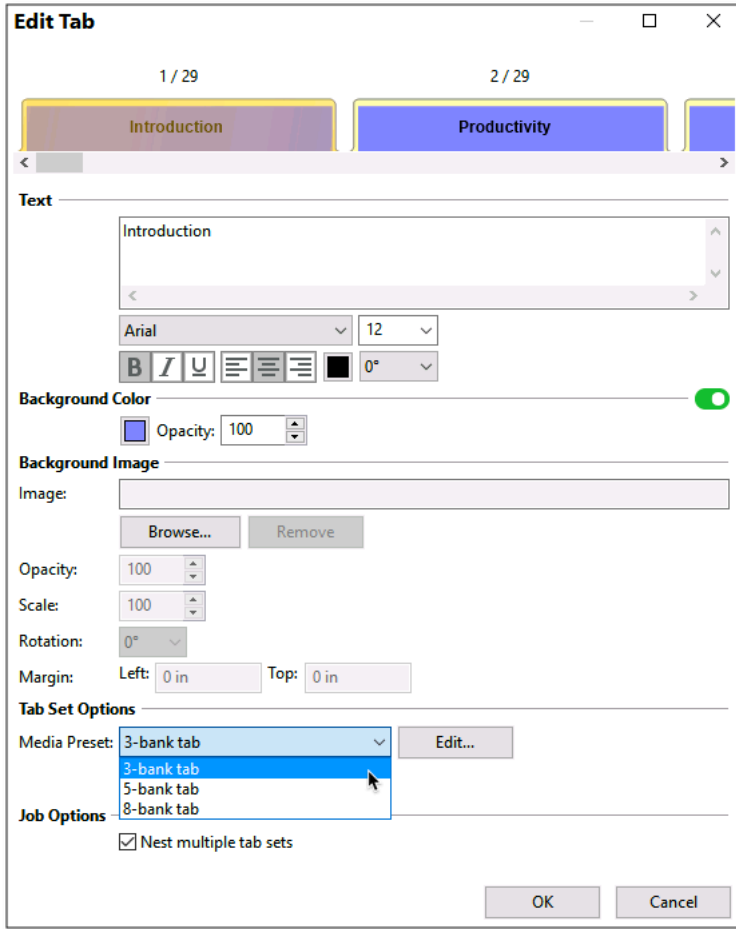 Edit Tab
1 / 29 2 / 29
Introduction Productivity
Text
Introduction
Arial 12
B I U 0°
Background Color
Opacity: 100
Background Image
Image:
Browse... Remove
Opacity: 100
Scale: 100
Rotation: 0°
Margin: Left: 0 in Top: 0 in
Tab Set Options
Media Preset: 3-bank tab Edit...
3-bank tab
5-bank tab
8-bank tab
Job Options
Nest multiple tab sets
OK Cancel